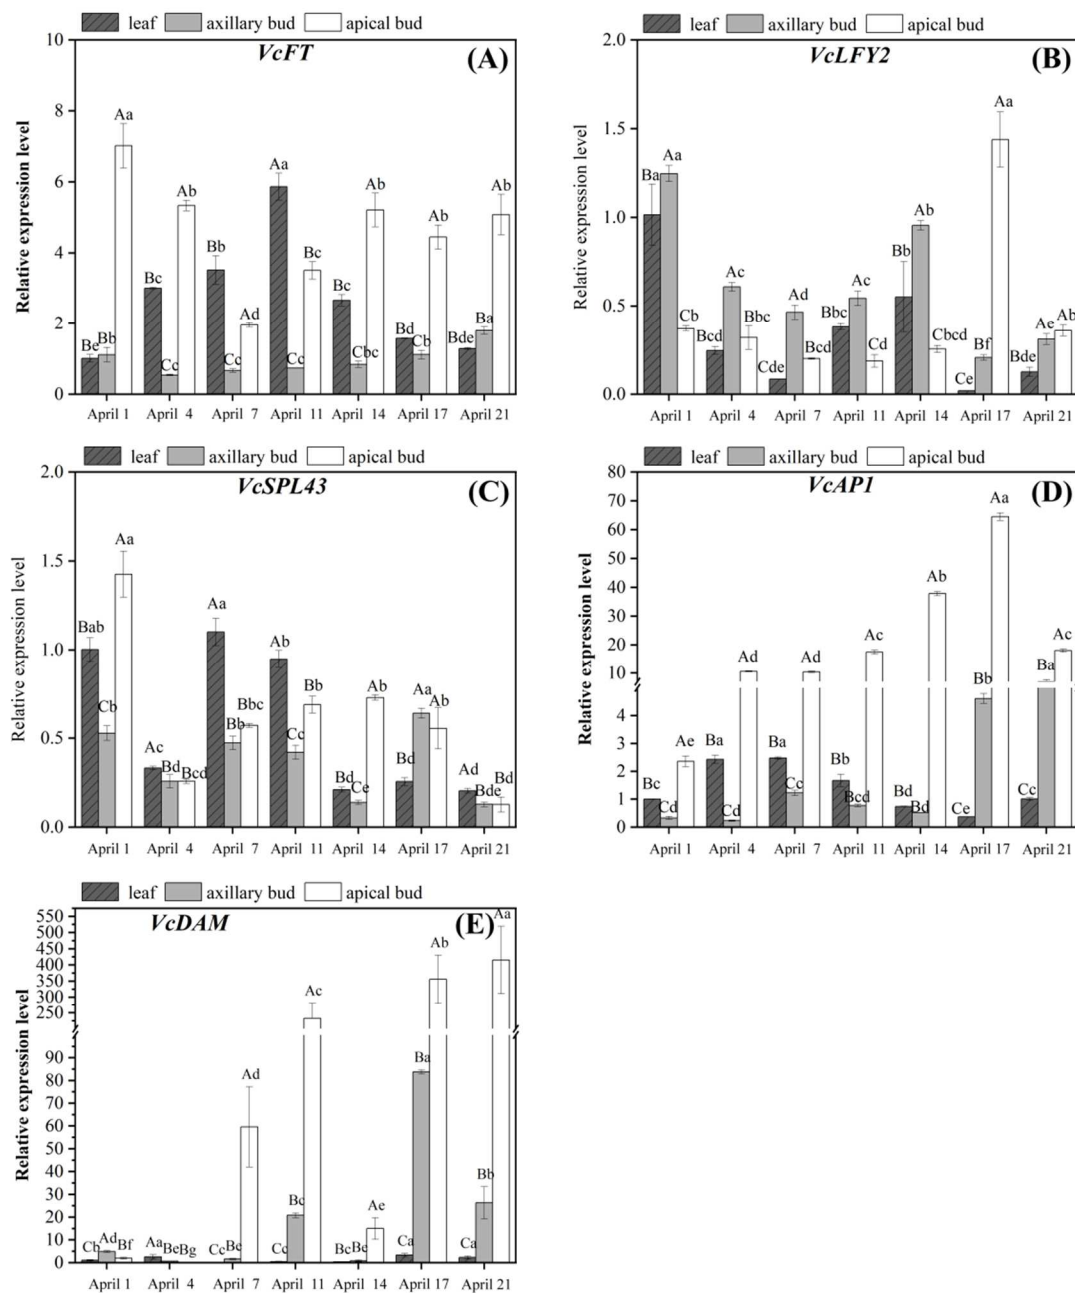 leaf axillary bud apical bud
VcFT (A)
Relative expression level
10
8
6
4
2
0
Be Bb Aa
Bc Cc Ab
Bb Cc Ad
Aa Cc Bc
Bb Cbc Ab
Bd Cc Ab
Bde Ba Ab
April 1 April 4 April 7 April 11 April 14 April 17 April 21
leaf axillary bud apical bud
VcLFY2 (B)
Relative expression level
2.0
1.5
1.0
0.5
0.0
Ba Aa Cb
Bcd Ac Bbc
Cde Ad Bcd
Bbc Ac Cd
Bb Ab Cbcd
Ce Bf Aa
Bde Ae Ab
April 1 April 4 April 7 April 11 April 14 April 17 April 21
leaf axillary bud apical bud
VcSPL43 (C)
Relative expression level
2.0
1.5
1.0
0.5
0.0
Bab Cb Aa
Ac Bd Bcd
Aa Bb Bbc
Ab Cc Bb
Bd Ce Ab
Bd Aa Ab
Ad Bde Bd
April 1 April 4 April 7 April 11 April 14 April 17 April 21
leaf axillary bud apical bud
VcAP1 (D)
Relative expression level
80
70
60
50
40
30
20
10
4
3
2
1
0
Bc Cd Ae
Ba Cd Ad
Ba Cc Ad
Bb Bcd Ac
Bd Bd Ab
Ce Bb Aa
Cc Ba Ac
April 1 April 4 April 7 April 11 April 14 April 17 April 21
leaf axillary bud apical bud
VcDAM (E)
Relative expression level
550
500
450
400
350
300
250
90
80
70
60
50
40
30
20
10
0
Cb Ad Bf
Aa Be Bg
Cc Be Ad
Cc Bc Ac
Bc Be Ae
Ca Ba Ab
Ca Bb Aa
April 1 April 4 April 7 April 11 April 14 April 17 April 21